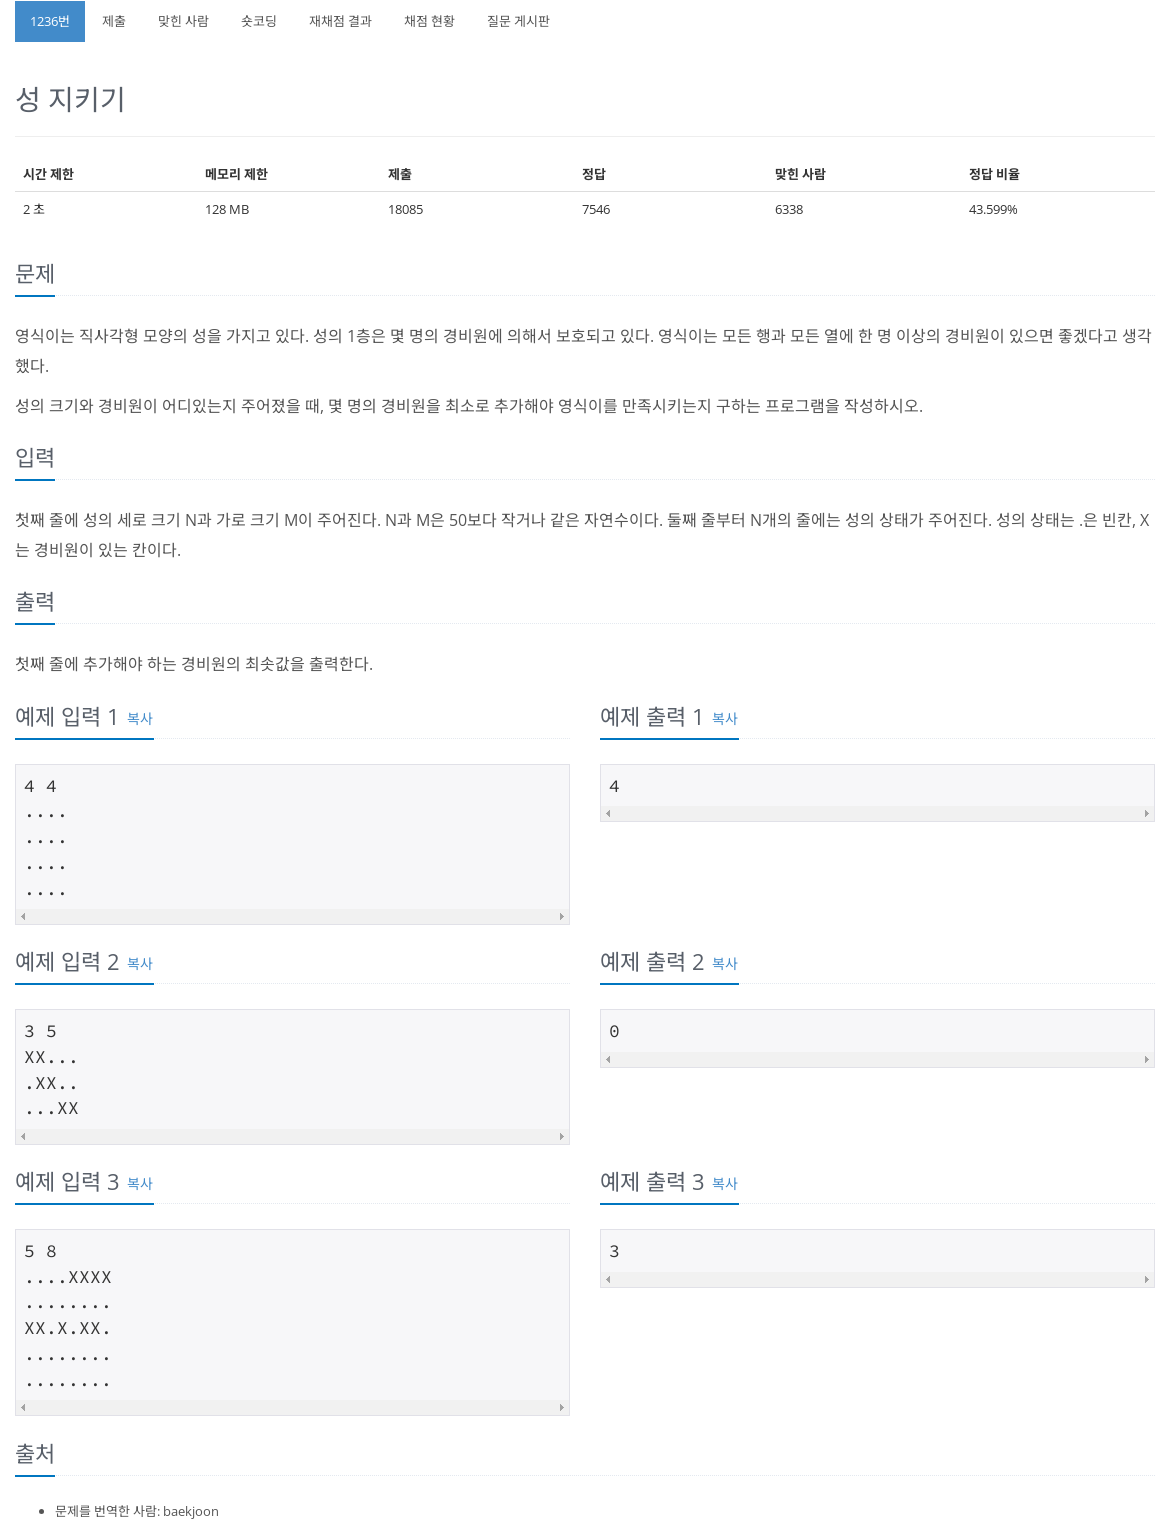 1236번 제출 맞힌 사람 숏코딩 재채점 결과 채점 현황 질문 게시판
성 지키기
시간 제한 메모리 제한 제출 정답 맞힌 사람 정답 비율
2 초 128 MB 18085 7546 6338 43.599%
문제
영식이는 직사각형 모양의 성을 가지고 있다. 성의 1층은 몇 명의 경비원에 의해서 보호되고 있다. 영식이는 모든 행과 모든 열에 한 명 이상의 경비원이 있으면 좋겠다고 생각
했다.
성의 크기와 경비원이 어디있는지 주어졌을 때, 몇 명의 경비원을 최소로 추가해야 영식이를 만족시키는지 구하는 프로그램을 작성하시오.
입력
첫째 줄에 성의 세로 크기 N과 가로 크기 M이 주어진다. N과 M은 50보다 작거나 같은 자연수이다. 둘째 줄부터 N개의 줄에는 성의 상태가 주어진다. 성의 상태는 .은 빈칸, X
는 경비원이 있는 칸이다.
출력
첫째 줄에 추가해야 하는 경비원의 최솟값을 출력한다.
예제 입력 1 복사
4 4
....
....
....
....
예제 출력 1 복사
4
예제 입력 2 복사
3 5
XX...
.XX..
...XX
예제 출력 2 복사
0
예제 입력 3 복사
5 8
....XXXX
........
XX.X.XX.
........
........
예제 출력 3 복사
3
출처
문제를 번역한 사람: baekjoon